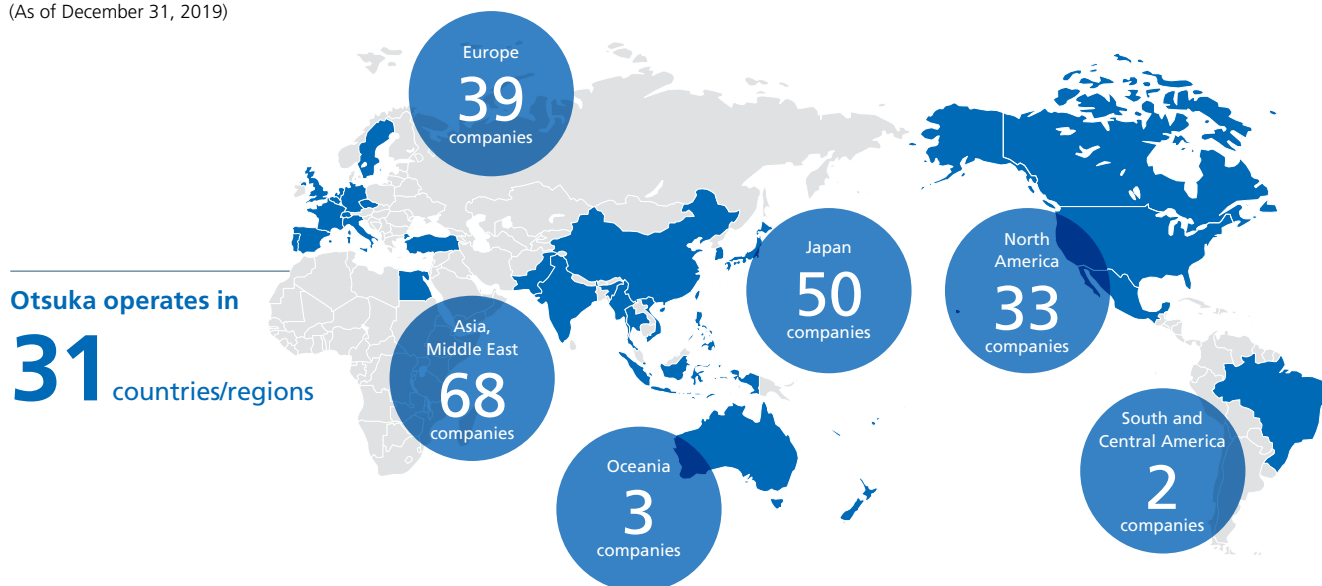 (As of December 31, 2019)
Europe
39
companies
Japan
50
companies
North
America
33
companies
Otsuka operates in
31 countries/regions
Asia,
Middle East
68
companies
Oceania
3
companies
South and
Central America
2
companies